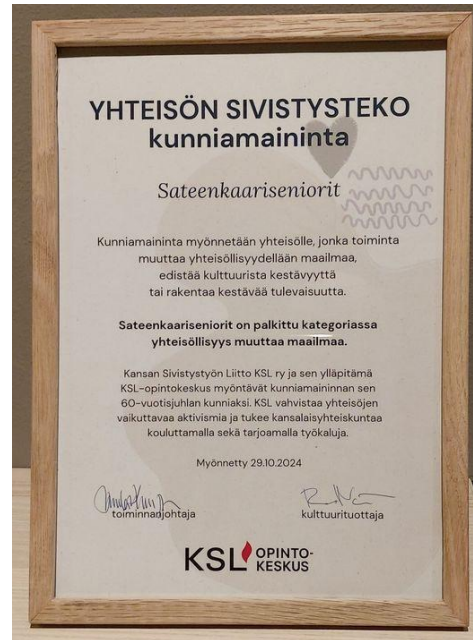 YHTEISÖN SIVISTYSTEKO
kunniamaininta
Sateenkaariseniorit
Kunniamaininta myönnetään yhteisölle, jonka toiminta
muuttaa yhteisöllisyydellään maailmaa,
edistää kulttuurista kestävyyttä
tai rakentaa kestävää tulevaisuutta.
Sateenkaariseniorit on palkittu kategoriassa
yhteisöllisyys muuttaa maailmaa.
Kansan Sivistystyön Liitto KSL ry ja sen ylläpitämä
KSL-opintokeskus myöntävät kunniamaininnan sen
60-vuotisjuhlan kunniaksi. KSL vahvistaa yhteisöjen
vaikuttavaa aktivismia ja tukee kansalaisyhteiskuntaa
kouluttamalla sekä tarjoamalla työkaluja.
Myönnetty 29.10.2024
toiminnanjohtaja
kulttuurituottaja
KSL OPINTO-
KESKUS